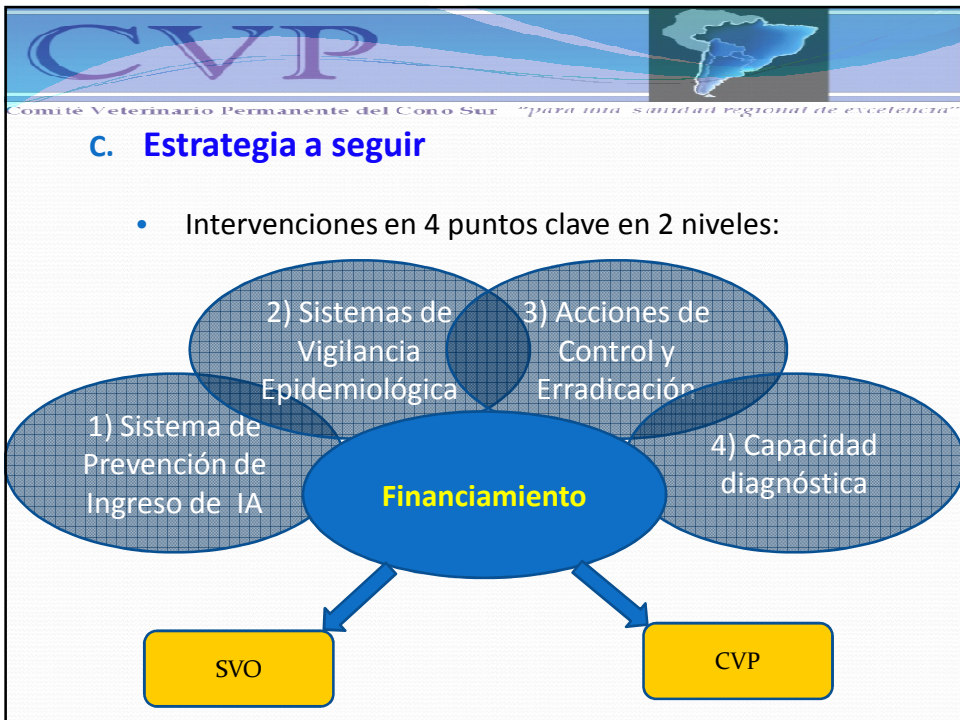 CVP
Comité Veterinario Permanente del Cono Sur "para una sanidad regional de excelencia"
C. Estrategia a seguir
• Intervenciones en 4 puntos clave en 2 niveles:
2) Sistemas de
Vigilancia
Epidemiológica
3) Acciones de
Control y
Erradicación
1) Sistema de
Prevención de
Ingreso de IA
4) Capacidad
diagnóstica
Financiamiento
SVO
CVP